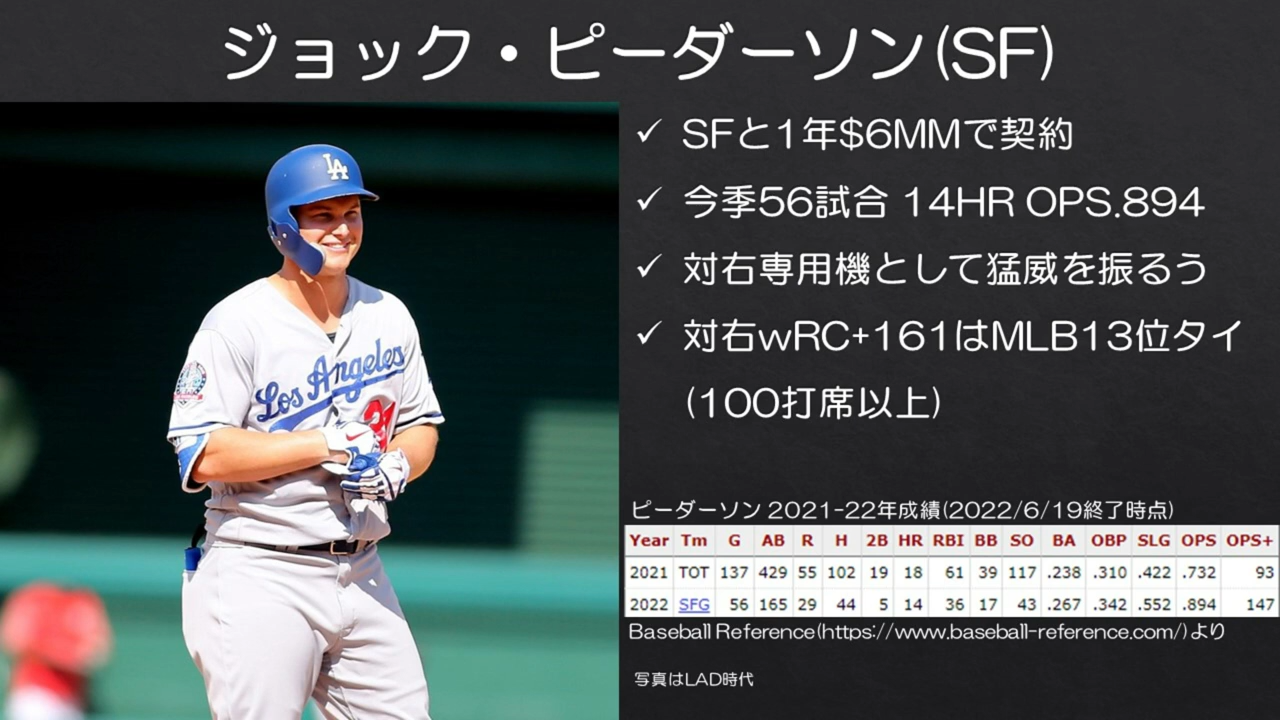 ジョック・ピーダーソン(SF)
✓ SFと1年$6MMで契約
✓ 今季56試合 14HR OPS.894
✓ 対右専用機として猛威を振るう
✓ 対右wRC+161はMLB13位タイ
(100打席以上)
LA
Los Angeles
ピーダーソン 2021-22年成績(2022/6/19終了時点)
Year Tm G AB R H 2B HR RBI BB SO BA OBP SLG OPS OPS+
2021 TOT 137 429 55 102 19 18 61 39 117 .238 .310 .422 .732 93
2022 SFG 56 165 29 44 5 14 36 17 43 .267 .342 .552 .894 147
Baseball Reference(https://www.baseball-reference.com/)より
写真はLAD時代